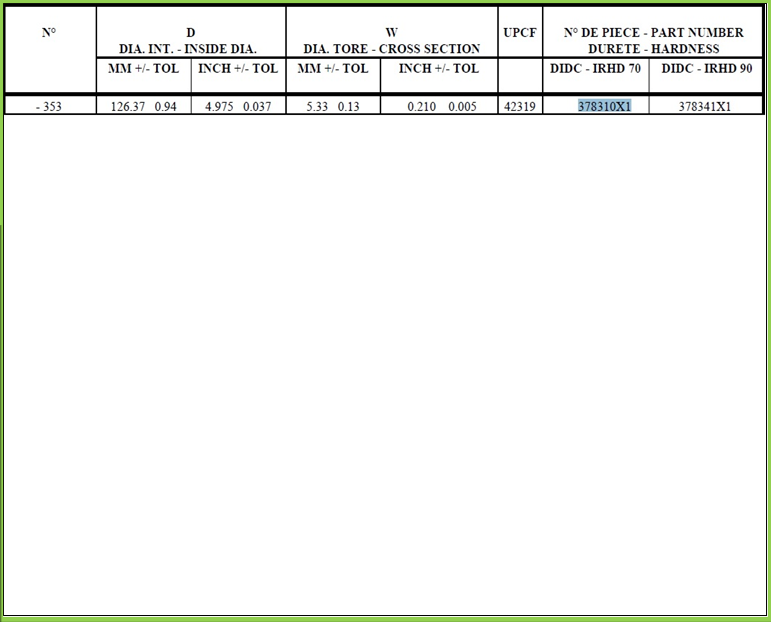 N° D W UPCF N° DE PIECE - PART NUMBER
DIA. INT. - INSIDE DIA. DIA. TORE - CROSS SECTION DURETE - HARDNESS
MM +/- TOL INCH +/- TOL MM +/- TOL INCH +/- TOL DIDC - IRHD 70 DIDC - IRHD 90
- 353 126.37 0.94 4.975 0.037 5.33 0.13 0.210 0.005 42319 378310X1 378341X1